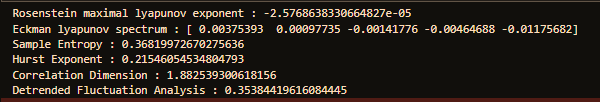 Rosenstein maximal lyapunov exponent : -2.5768638330664827e-05
Eckman lyapunov spectrum : [ 0.00375393  0.00097735 -0.00141776 -0.00464688 -0.01175682]
Sample Entropy : 0.36819972670275636
Hurst Exponent : 0.21546054534804793
Correlation Dimension : 1.882539300618156
Detrended Fluctuation Analysis : 0.35384419616084445